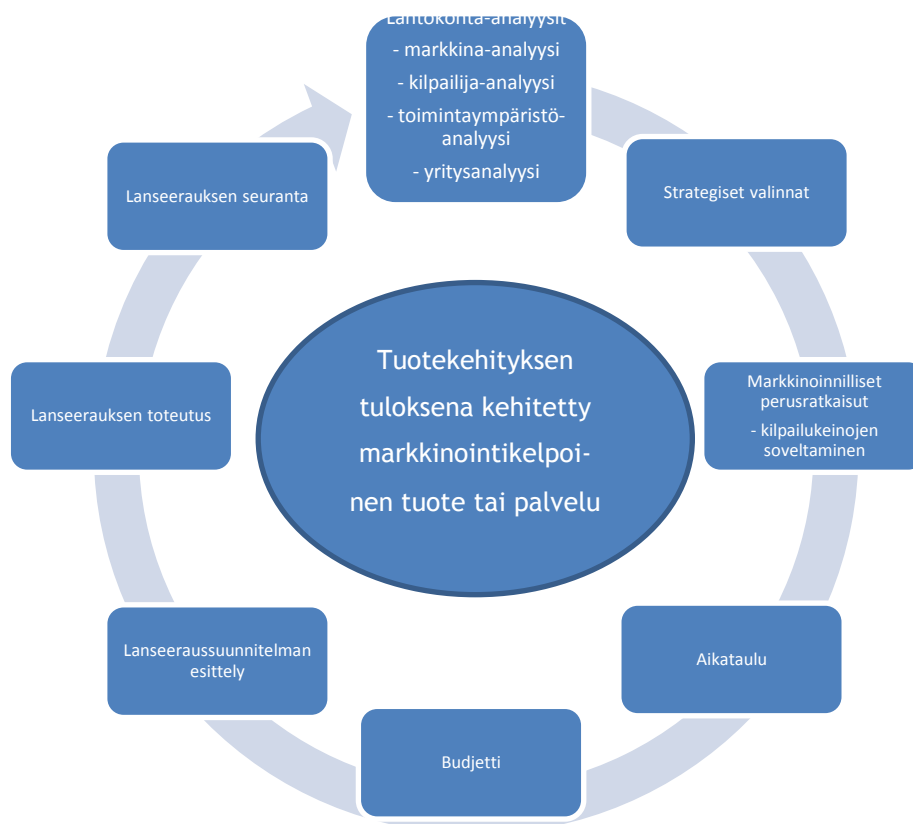 Lähtökohta-analyysit
- markkina-analyysi
- kilpailija-analyysi
- toimintaympäristö-
analyysi
- yritysanalyysi
Strategiset valinnat
Markkinoinnilliset
perusratkaisut
- kilpailukeinojen
soveltaminen
Aikataulu
Budjetti
Lanseeraussuunnitelman
esittely
Lanseerauksen toteutus
Lanseerauksen seuranta
Tuotekehityksen
tuloksena kehitetty
markkinointikelpoi-
nen tuote tai palvelu